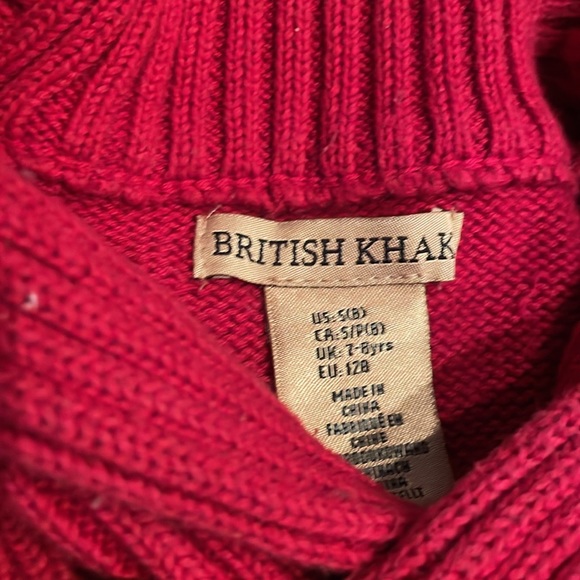 BRITISH KHAK
US: S(8)
CA: S/P(8)
UK: 7-8yrs
EU: 128
MADE IN
CHINA
FABRIQUÉ EN
CHINE